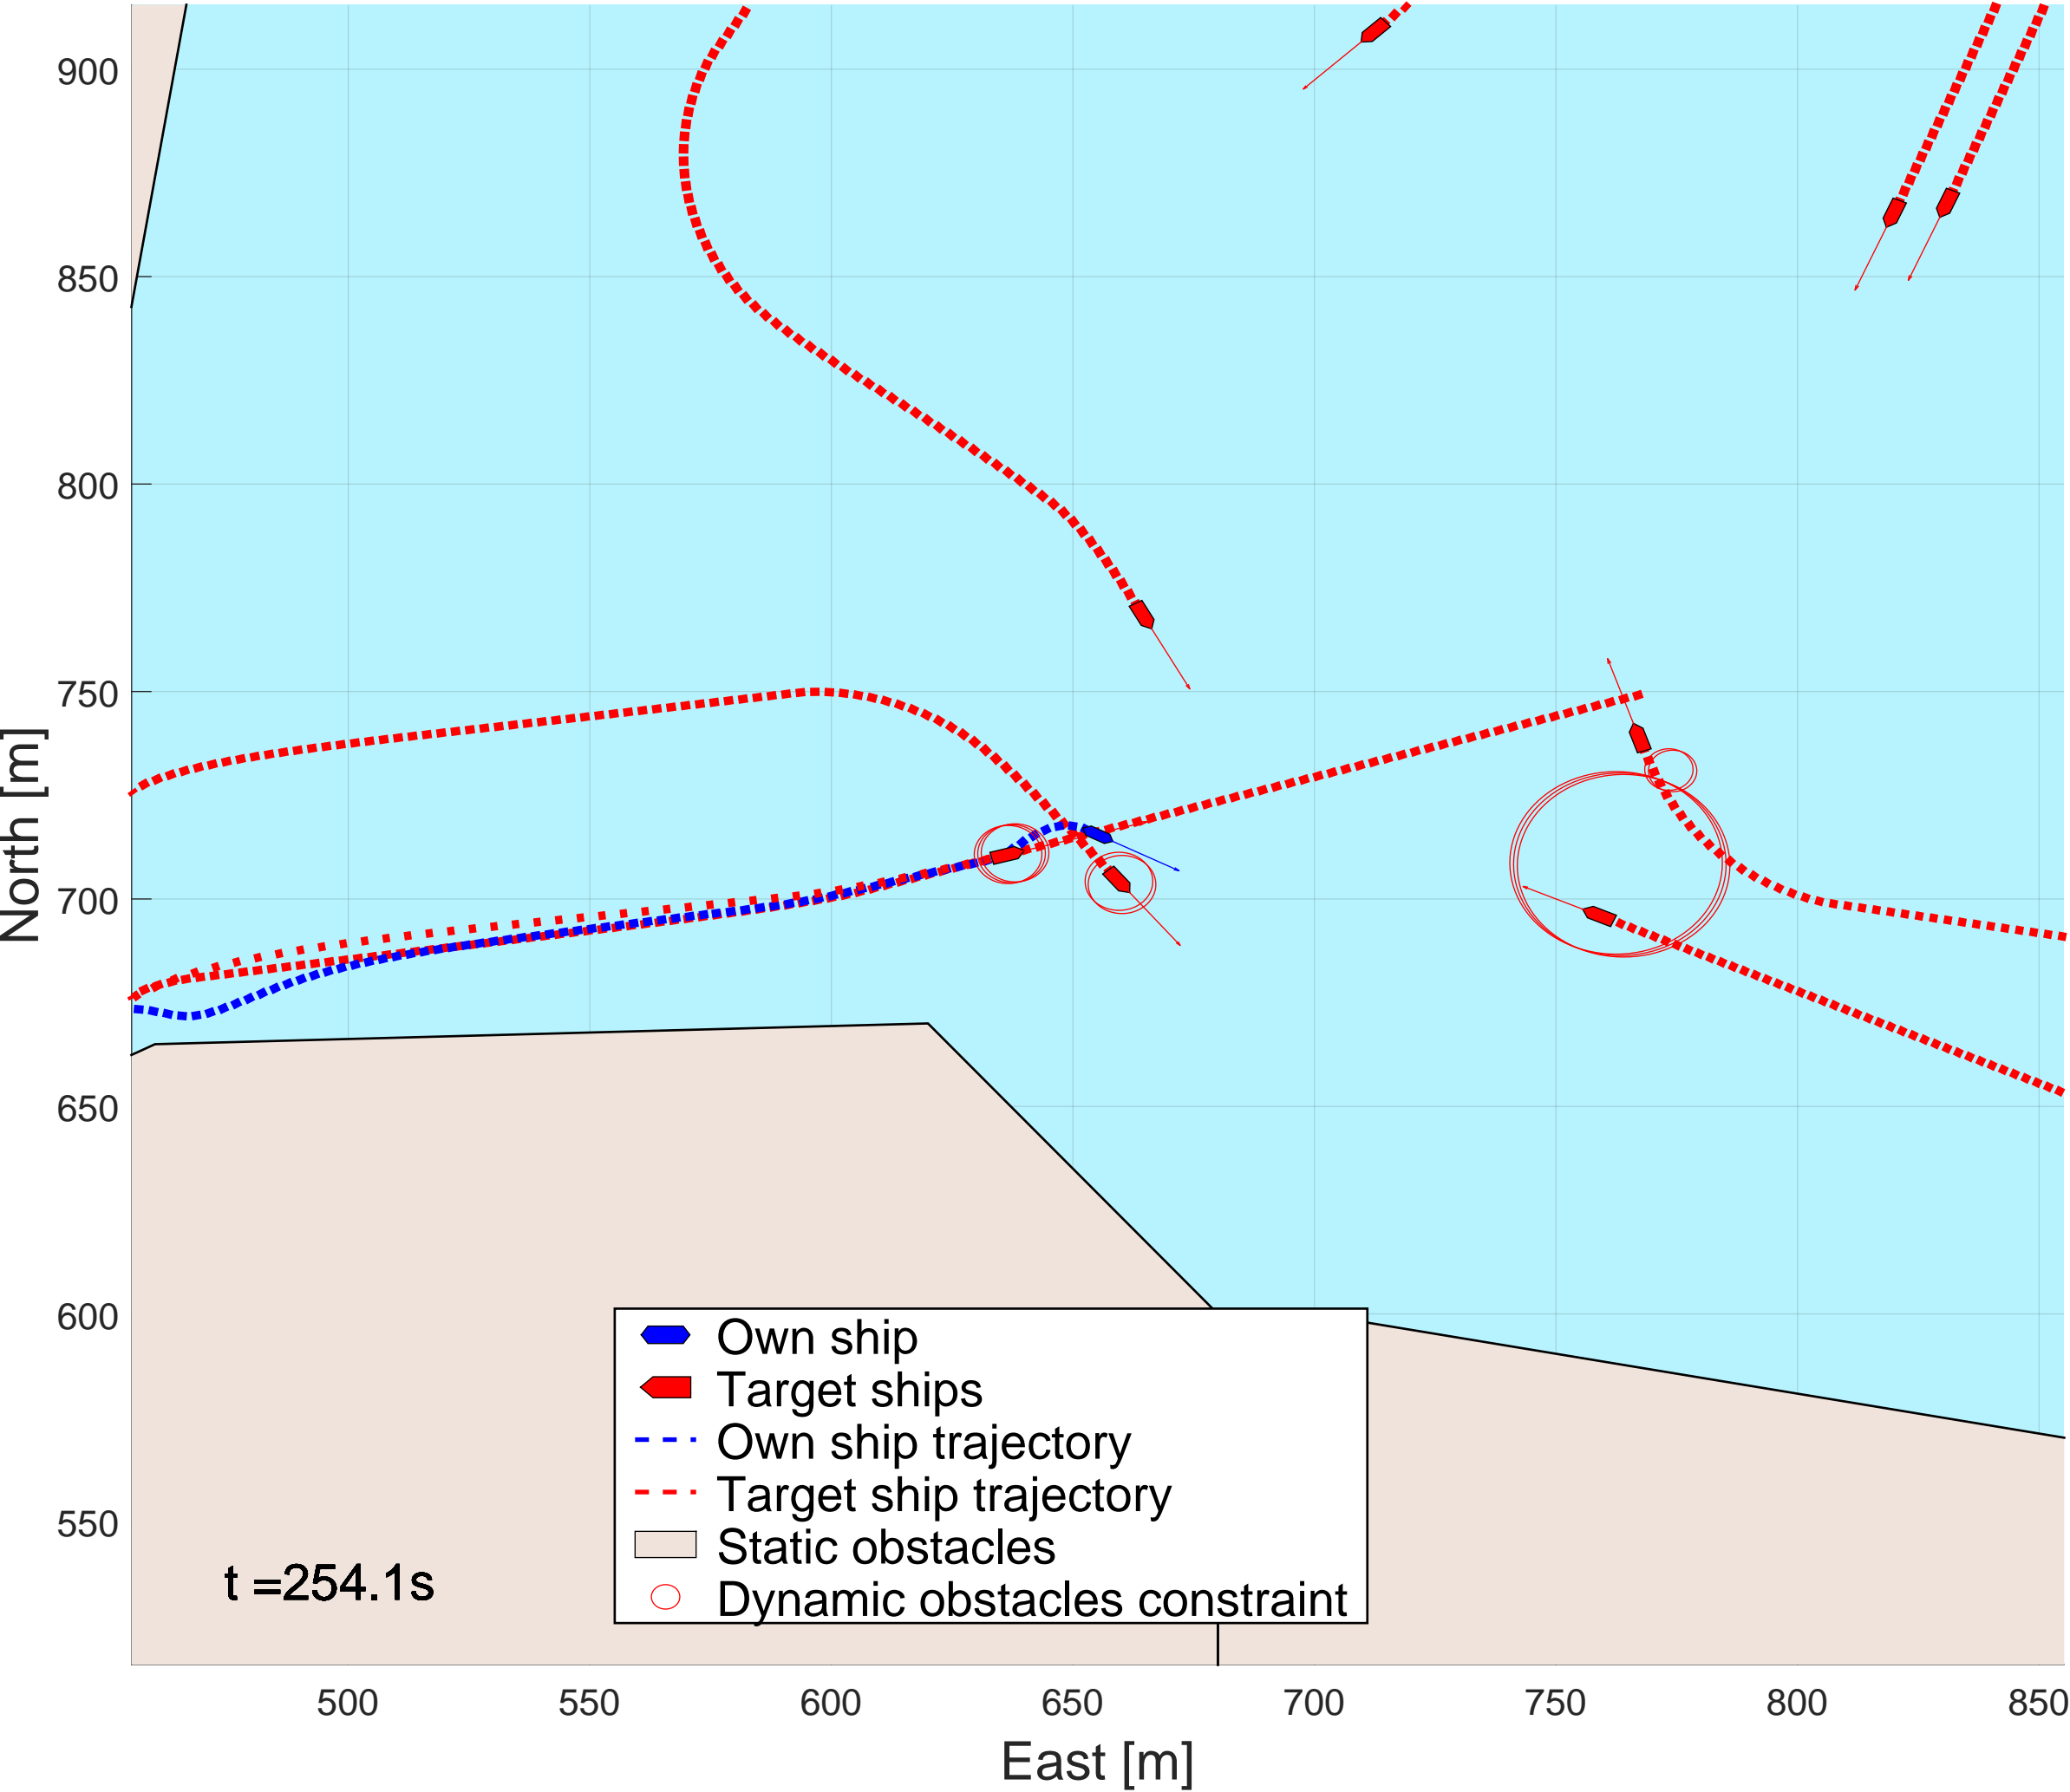 900
850
800
750
700
650
600
550
North [m]
Own ship
Target ships
Own ship trajectory
Target ship trajectory
Static obstacles
Dynamic obstacles constraint
t =254.1s
500
550
600
650
700
750
800
850
East [m]